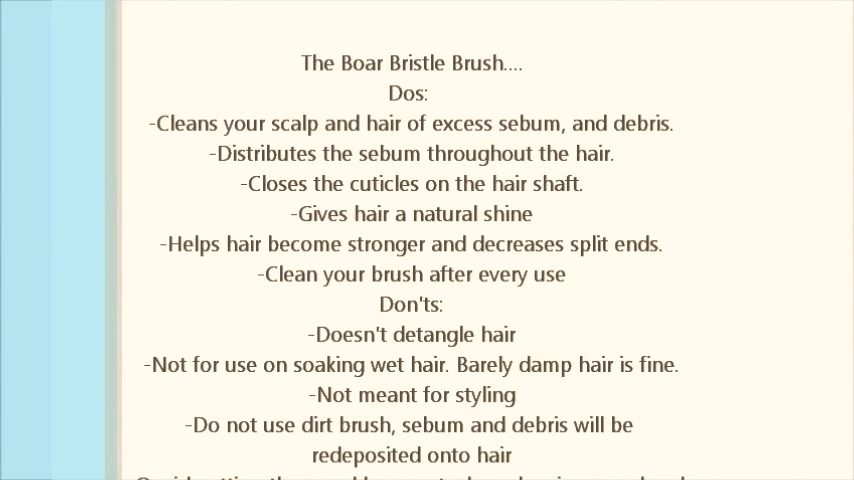 The Boar Bristle Brush....
Dos:
-Cleans your scalp and hair of excess sebum, and debris.
-Distributes the sebum throughout the hair.
-Closes the cuticles on the hair shaft.
-Gives hair a natural shine
-Helps hair become stronger and decreases split ends.
-Clean your brush after every use
Don'ts:
-Doesn't detangle hair
-Not for use on soaking wet hair. Barely damp hair is fine.
-Not meant for styling
-Do not use dirt brush, sebum and debris will be
redeposited onto hair